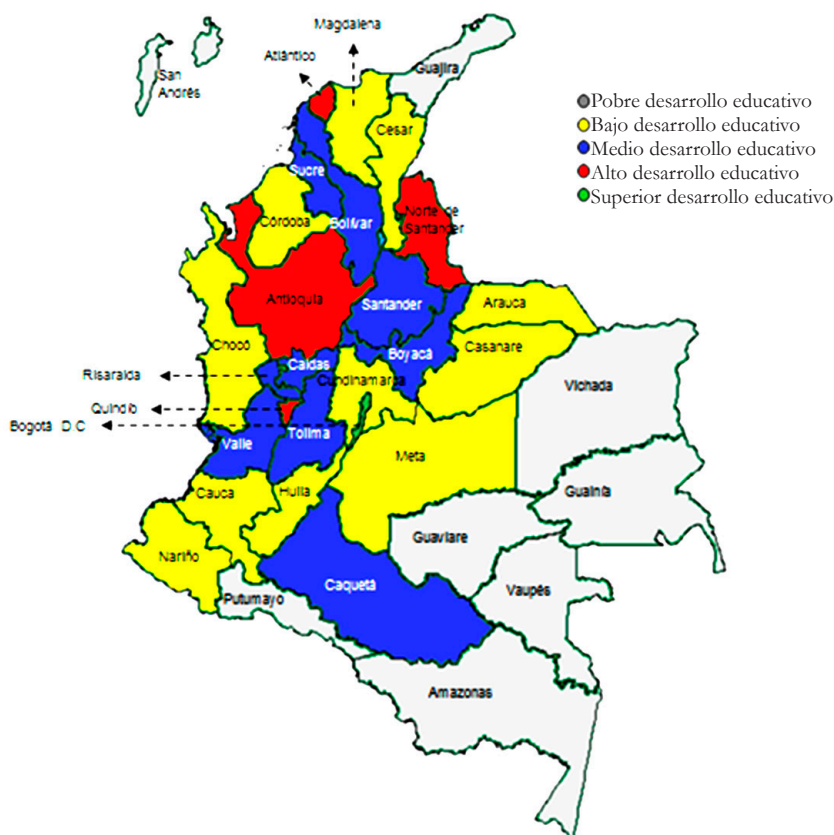 Magdalena
Atlántico
San
Andrés
Guajira
Cesar
Sucre
Córdoba
Bolívar
Norte de
Santander
Antioquia
Santander
Arauca
Chocó
Boyacá
Casanare
Caldas
Risaralda
Cundinamarca
Vichada
Quindío
Bogotá D.C
Valle
Tolima
Meta
Cauca
Huila
Guainía
Nariño
Guaviare
Caquetá
Vaupés
Putumayo
Amazonas
Pobre desarrollo educativo
Bajo desarrollo educativo
Medio desarrollo educativo
Alto desarrollo educativo
Superior desarrollo educativo